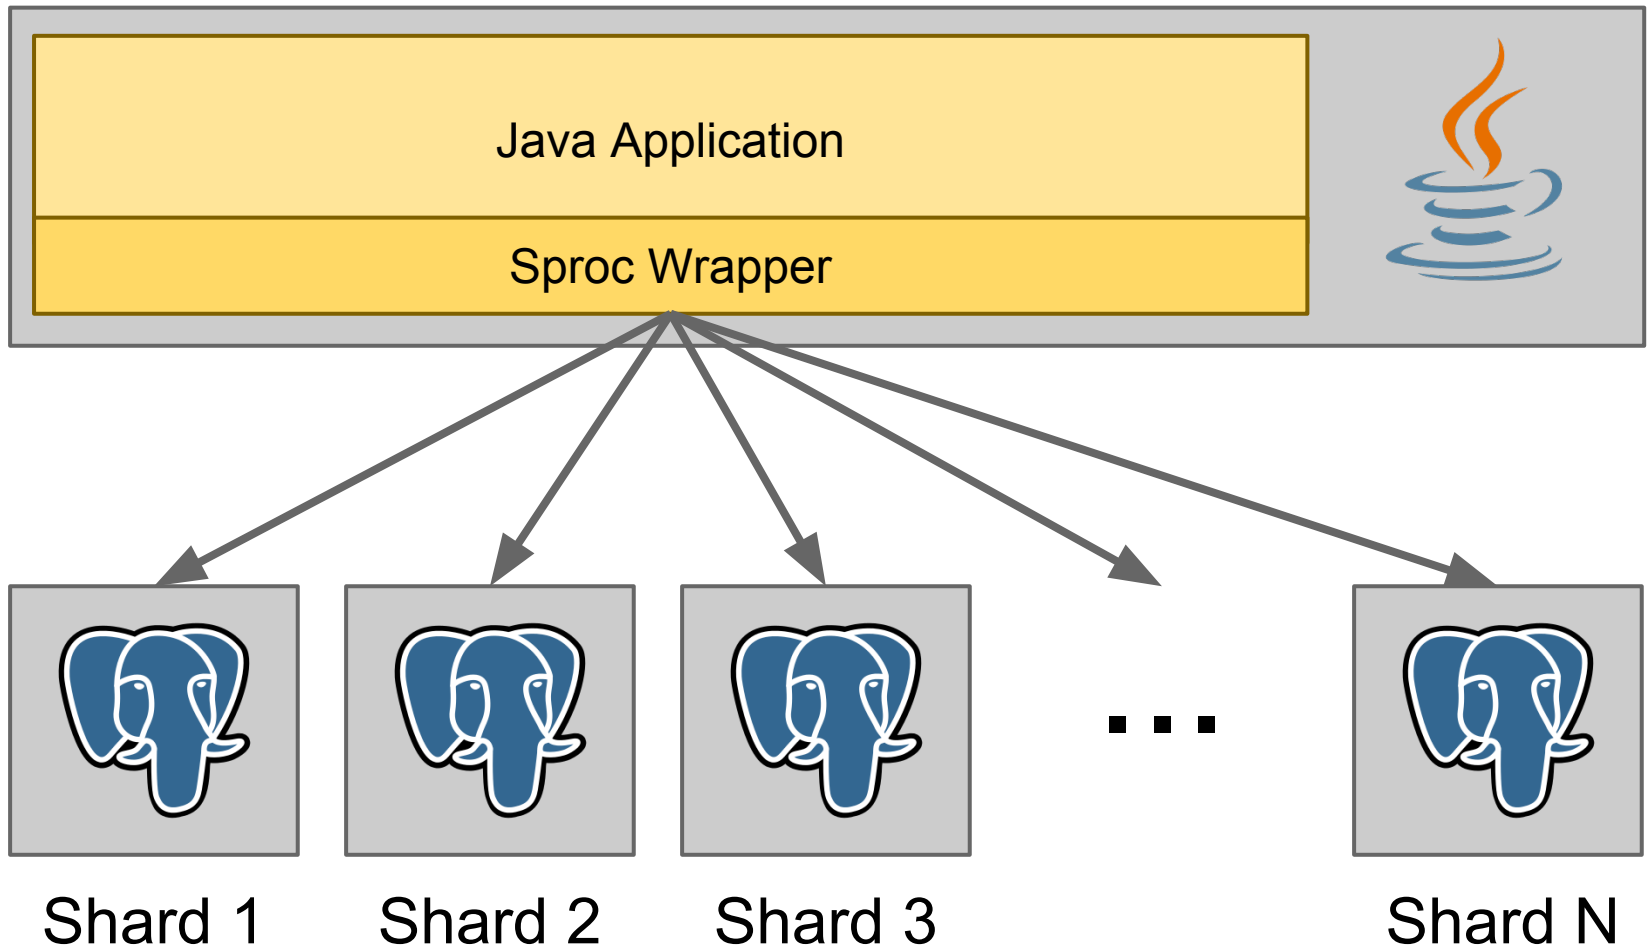 Java Application
Sproc Wrapper
...
Shard 1
Shard 2
Shard 3
Shard N